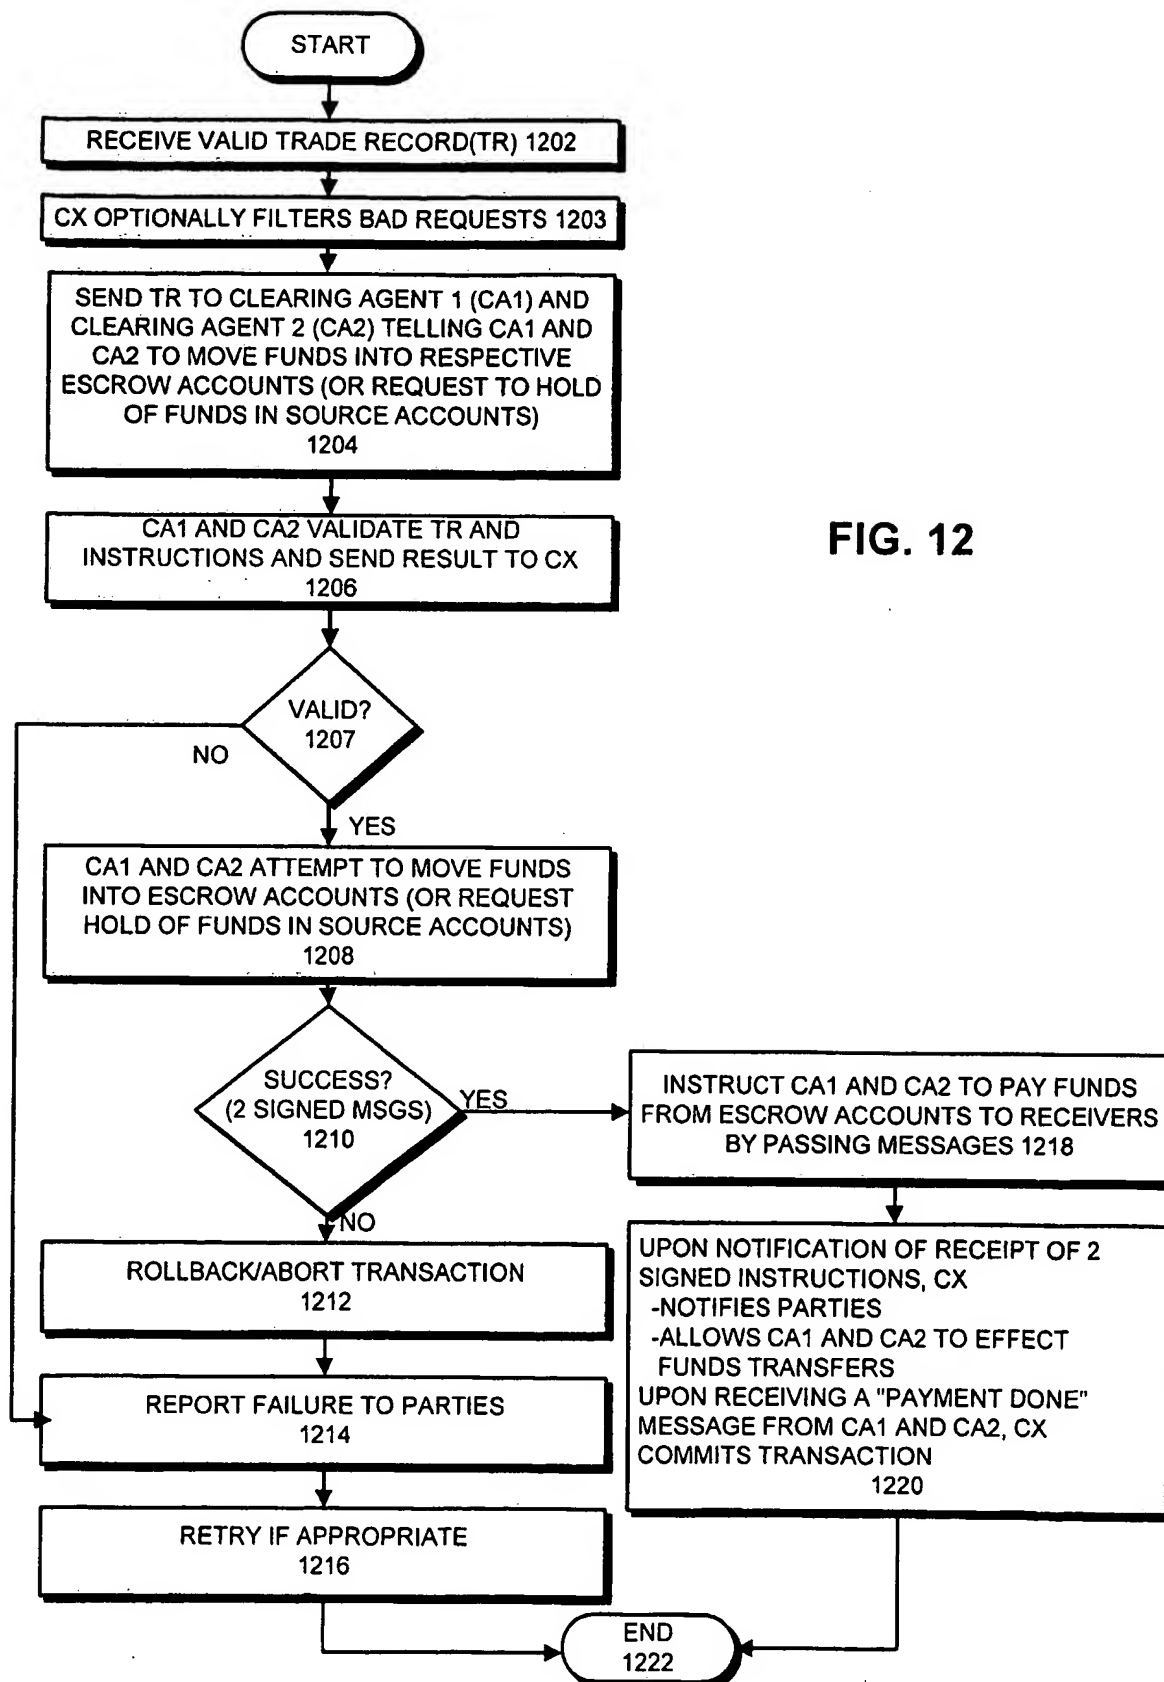 START
RECEIVE VALID TRADE RECORD(TR) 1202
CX OPTIONALLY FILTERS BAD REQUESTS 1203
SEND TR TO CLEARING AGENT 1 (CA1) AND
CLEARING AGENT 2 (CA2) TELLING CA1 AND
CA2 TO MOVE FUNDS INTO RESPECTIVE
ESCROW ACCOUNTS (OR REQUEST TO HOLD
OF FUNDS IN SOURCE ACCOUNTS)
1204
CA1 AND CA2 VALIDATE TR AND
INSTRUCTIONS AND SEND RESULT TO CX
1206
FIG. 12
VALID?
1207
NO
YES
CA1 AND CA2 ATTEMPT TO MOVE FUNDS
INTO ESCROW ACCOUNTS (OR REQUEST
HOLD OF FUNDS IN SOURCE ACCOUNTS)
1208
SUCCESS?
(2 SIGNED MSGS)
1210
YES
NO
INSTRUCT CA1 AND CA2 TO PAY FUNDS
FROM ESCROW ACCOUNTS TO RECEIVERS
BY PASSING MESSAGES 1218
ROLLBACK/ABORT TRANSACTION
1212
REPORT FAILURE TO PARTIES
1214
RETRY IF APPROPRIATE
1216
UPON NOTIFICATION OF RECEIPT OF 2
SIGNED INSTRUCTIONS, CX
-NOTIFIES PARTIES
-ALLOWS CA1 AND CA2 TO EFFECT
FUNDS TRANSFERS
UPON RECEIVING A "PAYMENT DONE"
MESSAGE FROM CA1 AND CA2, CX
COMMITS TRANSACTION
1220
END
1222